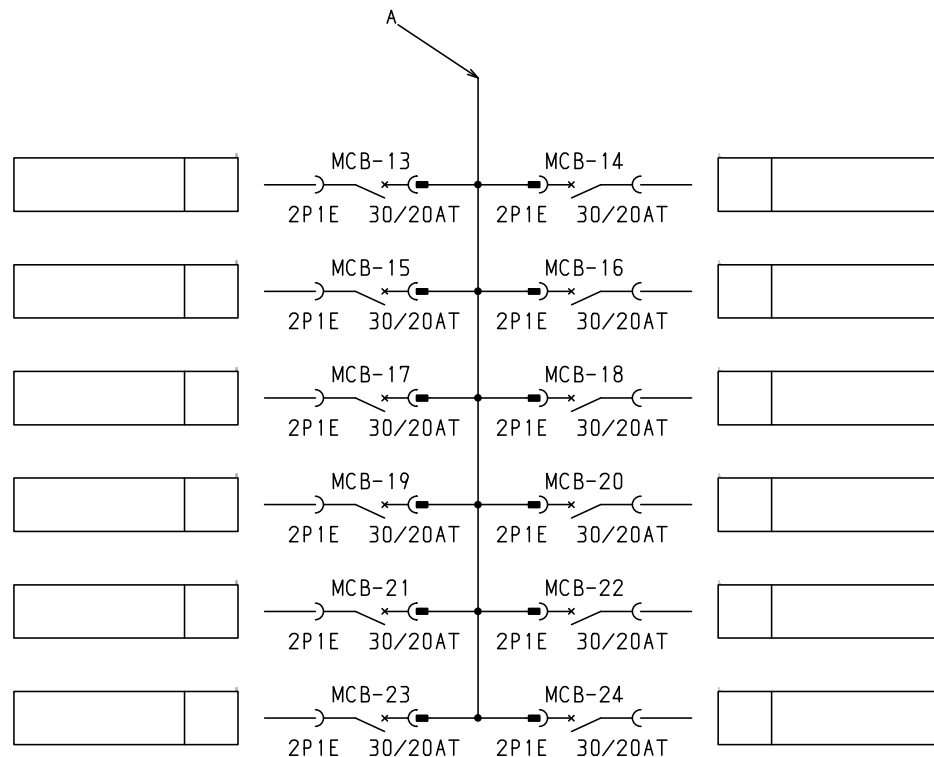 A
MCB-13 MCB-14
2P1E 30/20AT 2P1E 30/20AT
MCB-15 MCB-16
2P1E 30/20AT 2P1E 30/20AT
MCB-17 MCB-18
2P1E 30/20AT 2P1E 30/20AT
MCB-19 MCB-20
2P1E 30/20AT 2P1E 30/20AT
MCB-21 MCB-22
2P1E 30/20AT 2P1E 30/20AT
MCB-23 MCB-24
2P1E 30/20AT 2P1E 30/20AT